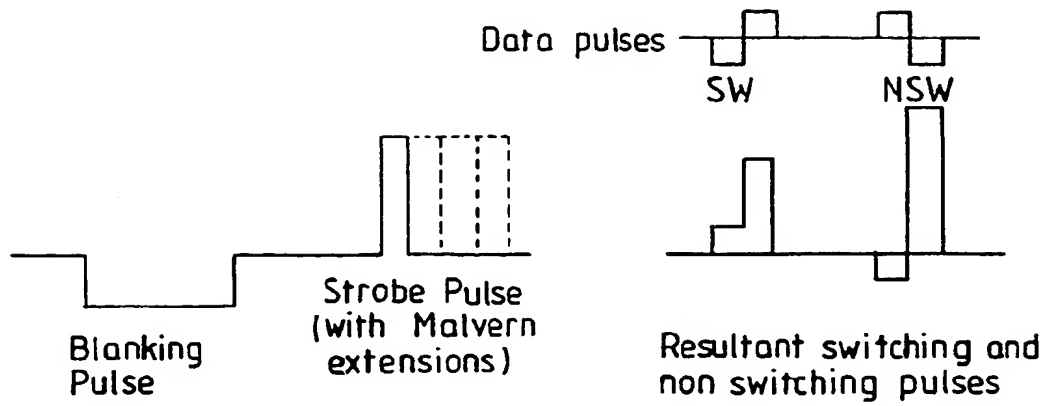 Data pulses
SW NSW
Strobe Pulse
(with Malvern
extensions)
Blanking
Pulse
Resultant switching and
non switching pulses